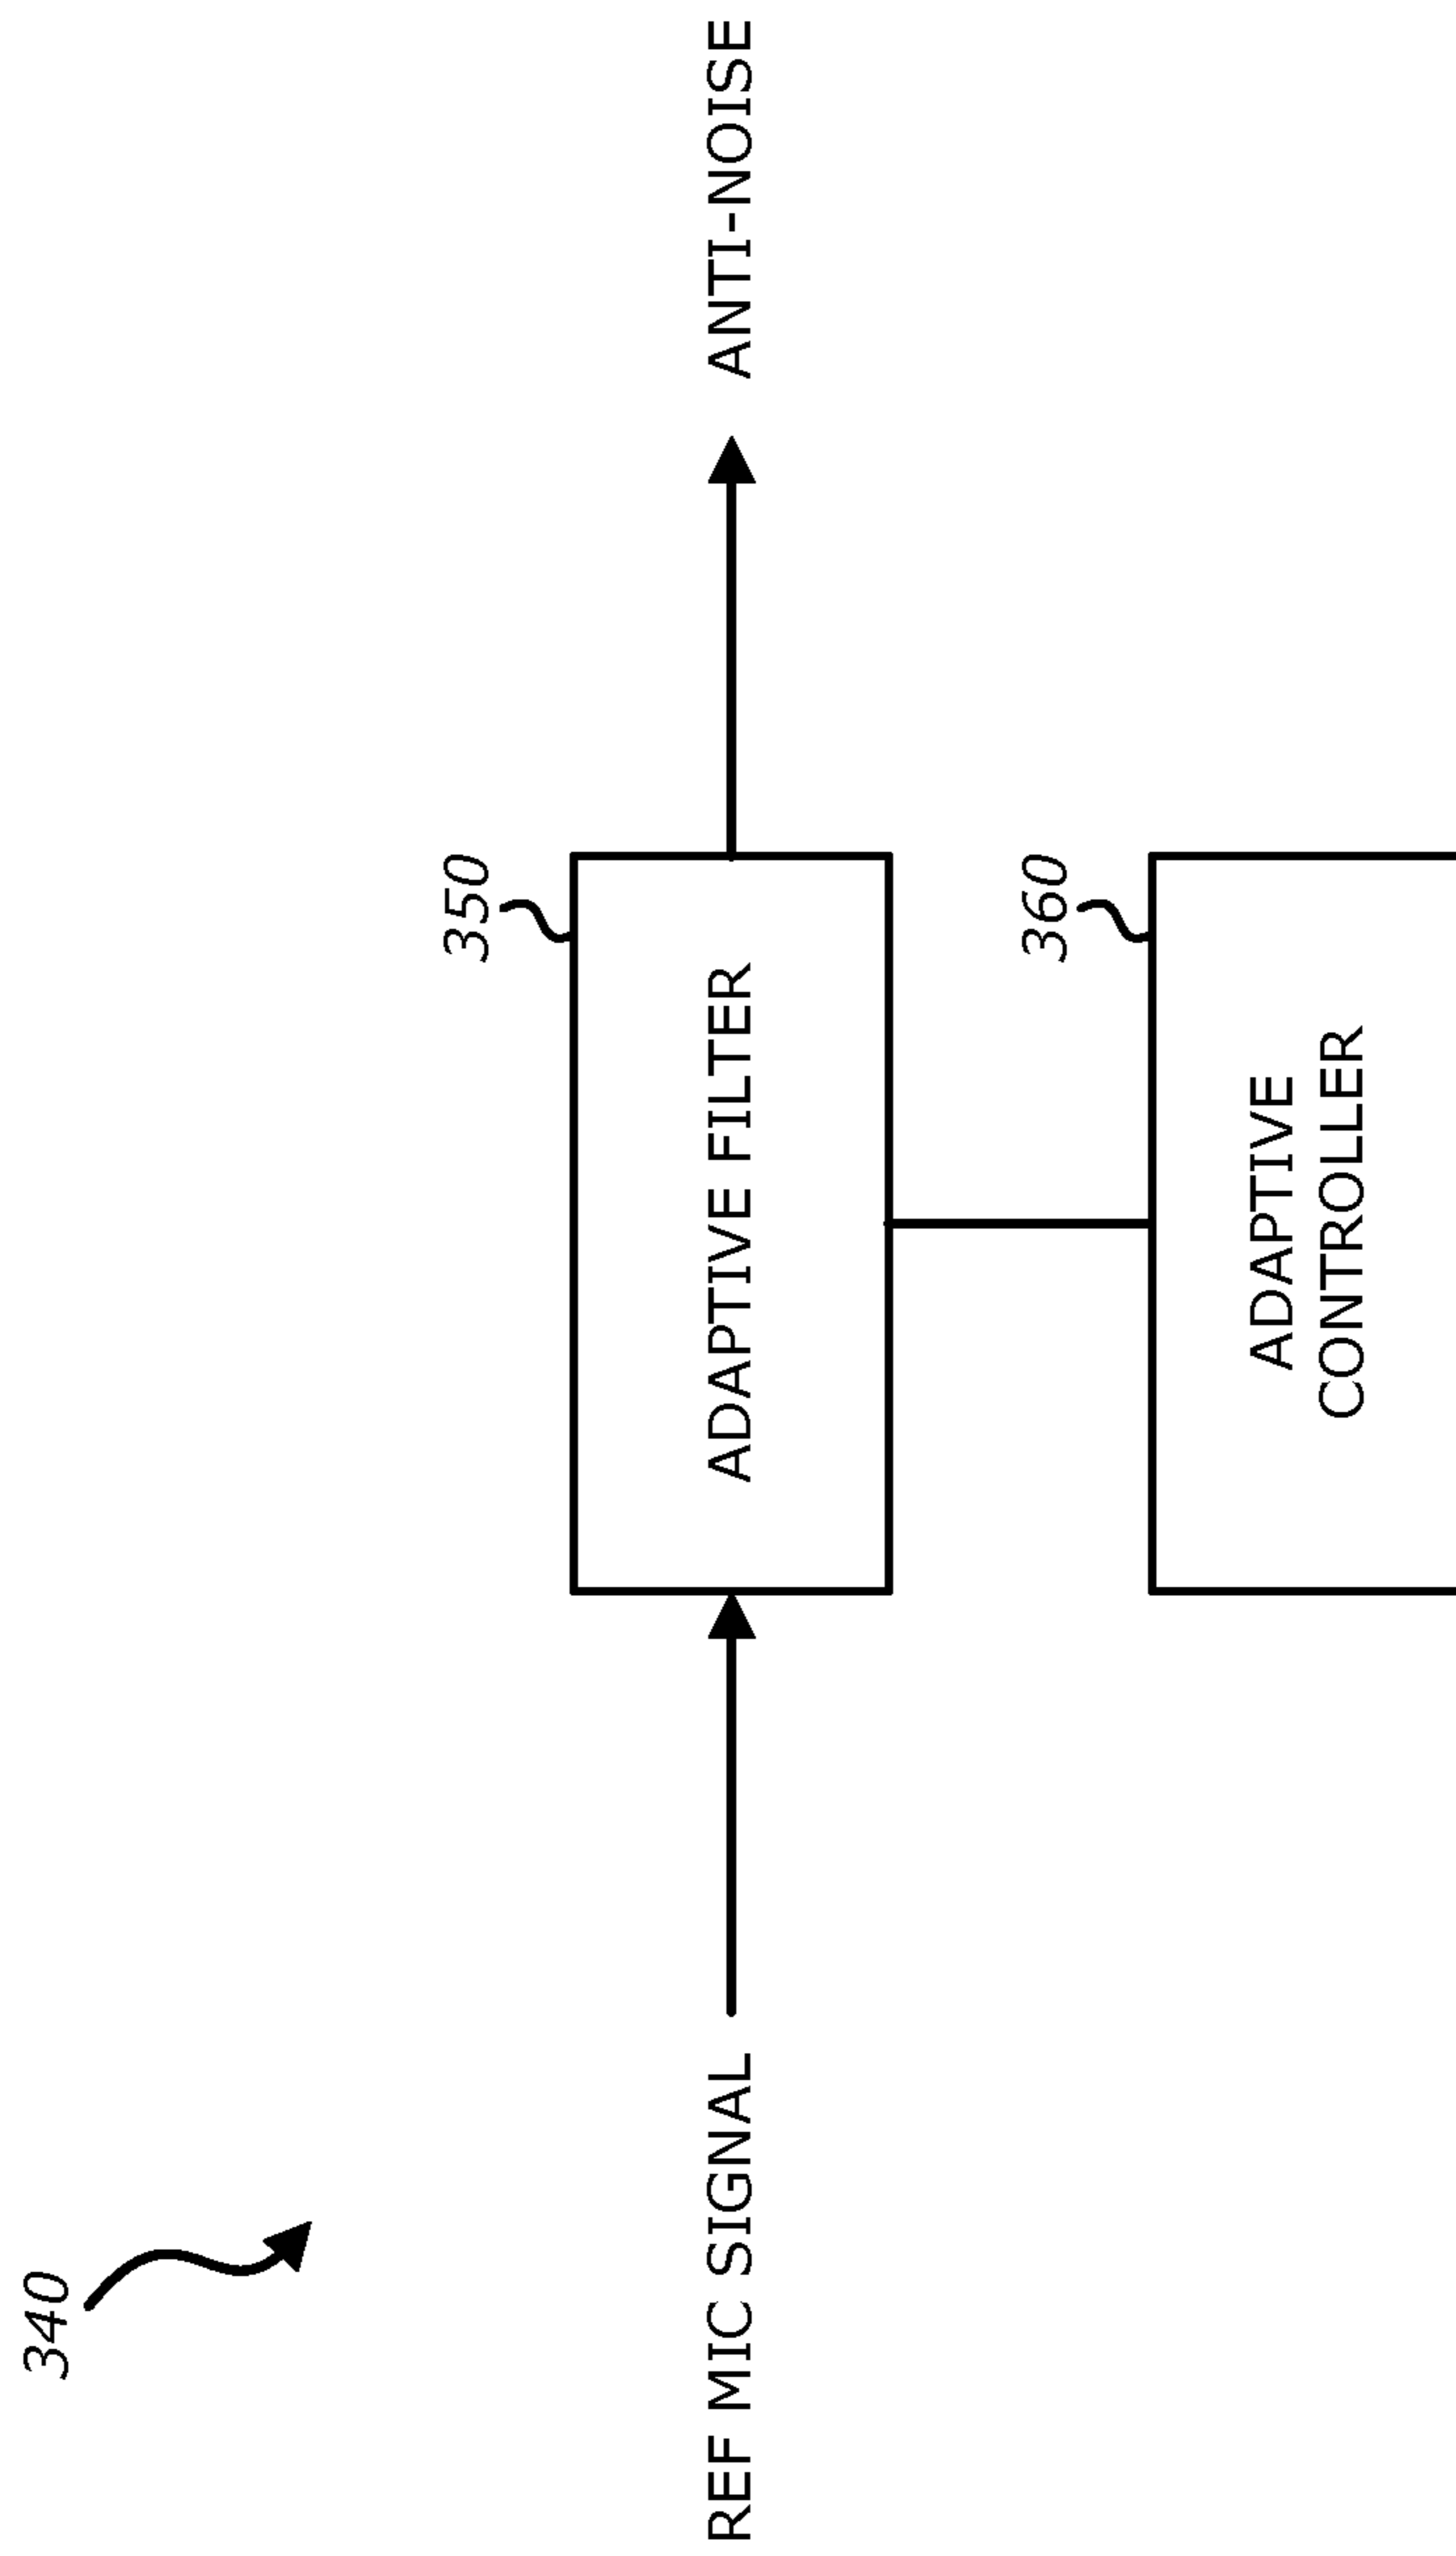 340
350
REF MIC SIGNAL
ADAPTIVE FILTER
ANTI-NOISE
360
ADAPTIVE
CONTROLLER